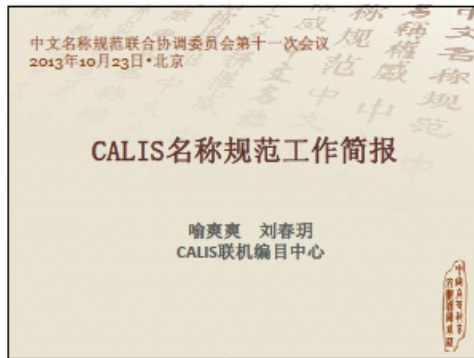 中文名称规范联合协调委员会第十一次会议
2013年10月23日•北京
CALIS名称规范工作简报
喻爽爽 刘春玥
CALIS联机编目中心